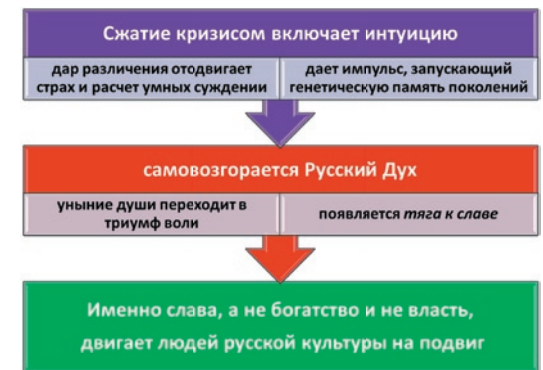 Сжатие кризисом включает интуицию
дар различения отодвигает
страх и расчет умных суждении
дает импульс, запускающий
генетическую память поколений
самовозгорается Русский Дух
уныние души переходит в
триумф воли
появляется тяга к славе
Именно слава, а не богатство и не власть,
двигает людей русской культуры на подвиг